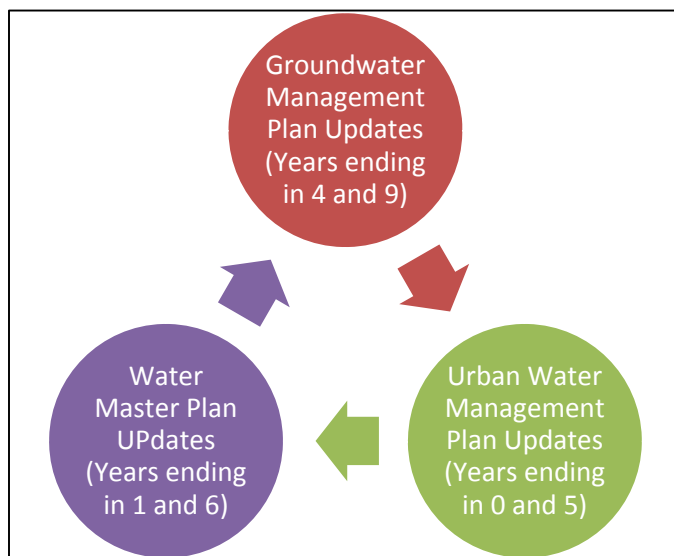 Groundwater
Management
Plan Updates
(Years ending
in 4 and 9)
Urban Water
Management
Plan Updates
(Years ending
in 0 and 5)
Water
Master Plan
UPdates
(Years ending
in 1 and 6)